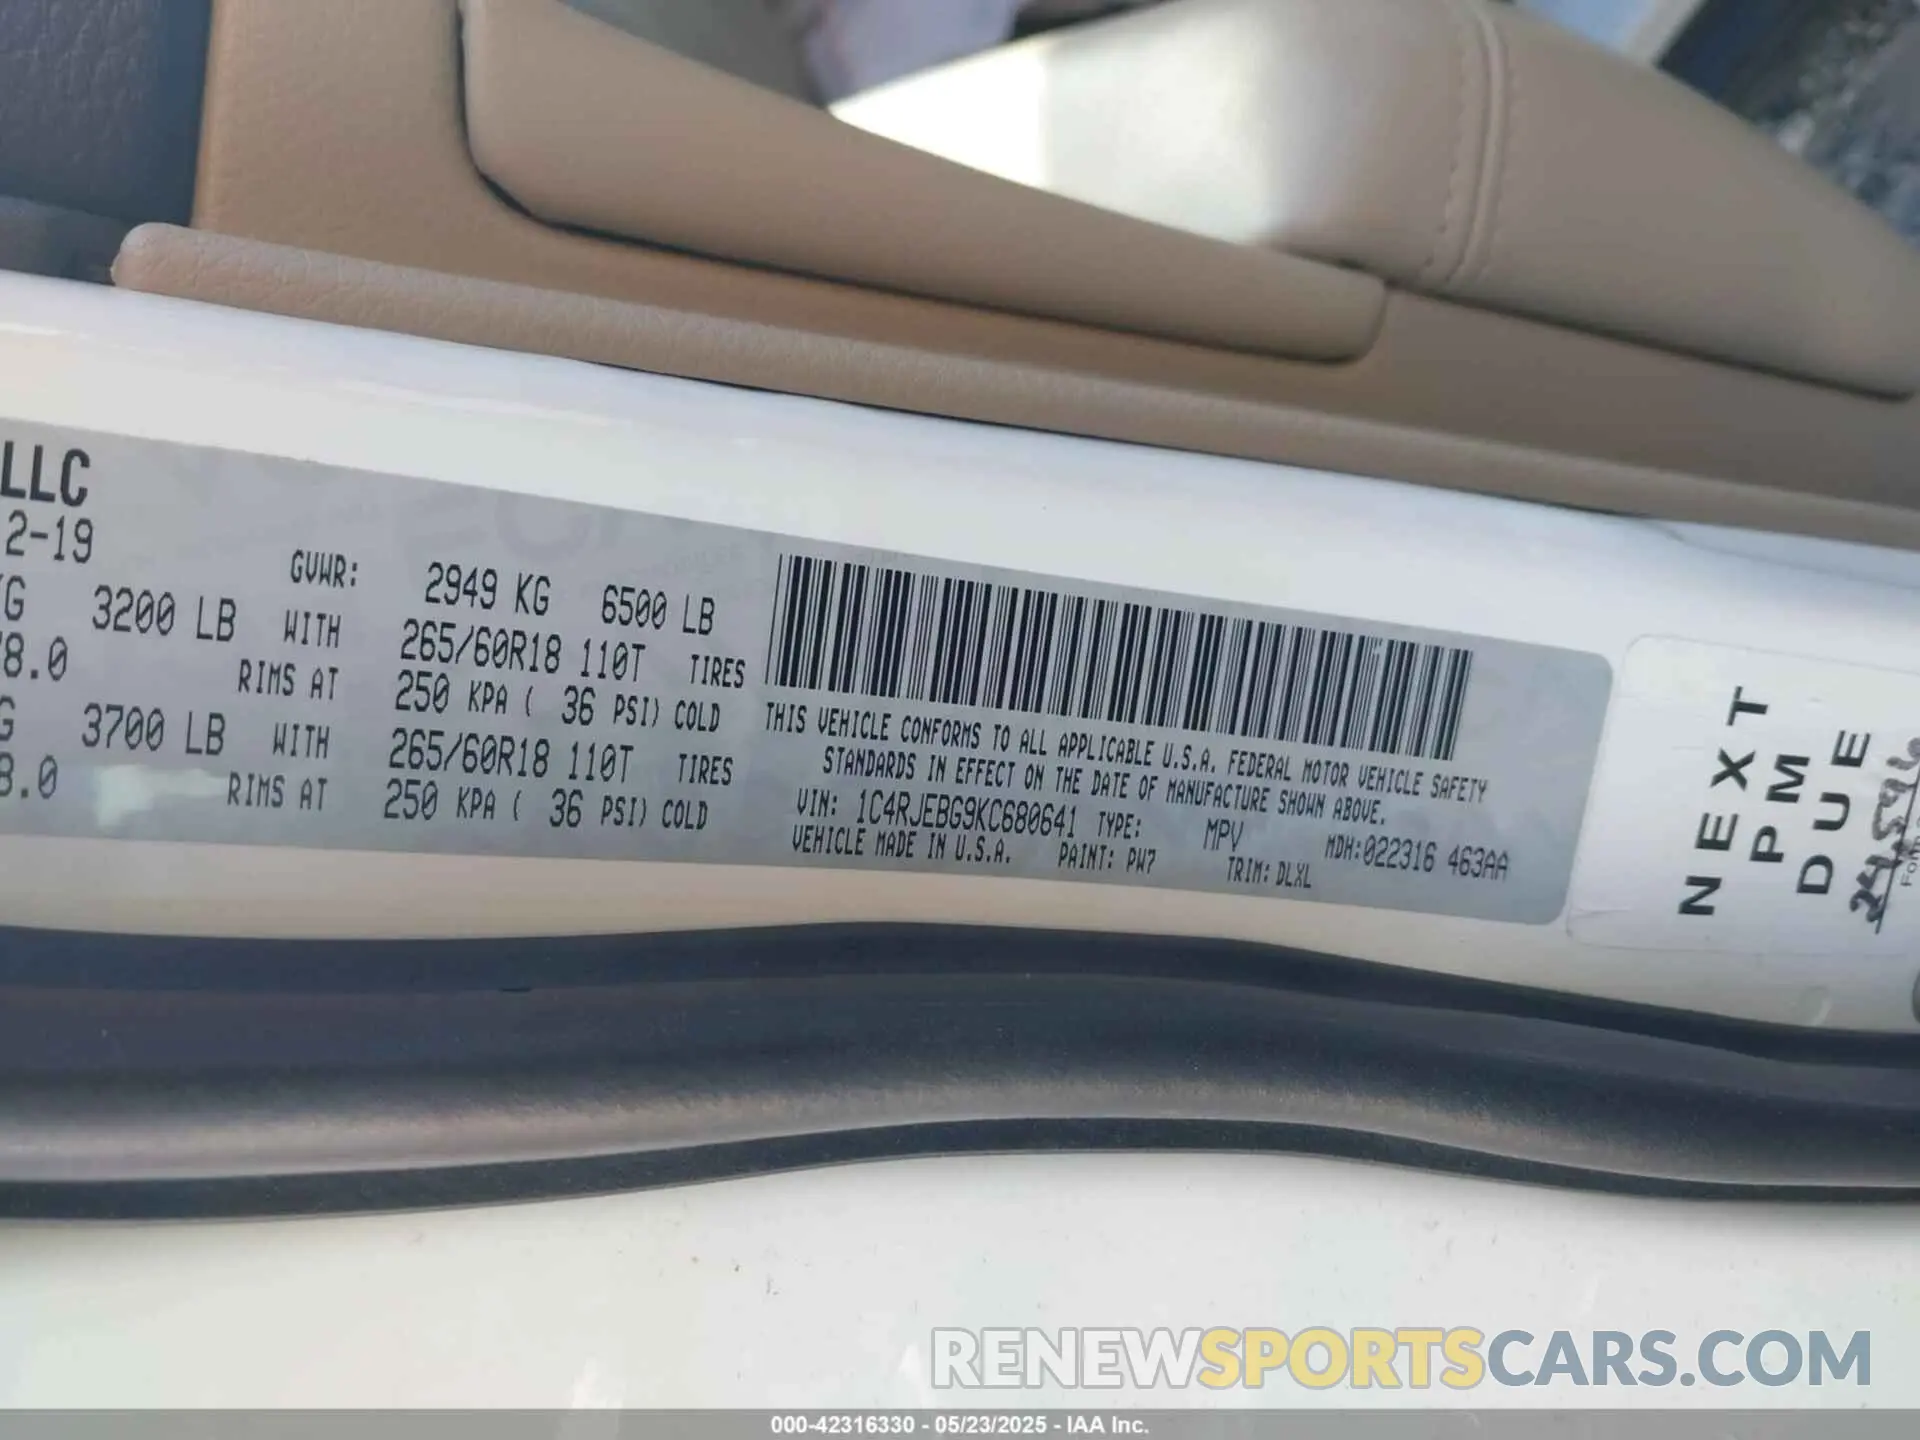 LLC
2-19
GVWR: 2949 KG 6500 LB
3200 LB WITH 265/60R18 110T TIRES
8.0 RIMS AT 250 KPA ( 36 PSI) COLD
3700 LB WITH 265/60R18 110T TIRES
8.0 RIMS AT 250 KPA ( 36 PSI) COLD
THIS VEHICLE CONFORMS TO ALL APPLICABLE U.S.A. FEDERAL MOTOR VEHICLE SAFETY
STANDARDS IN EFFECT ON THE DATE OF MANUFACTURE SHOWN ABOVE.
VIN: 1C4RJEBG9KC680641 TYPE: MPV MDH:022316 463AA
VEHICLE MADE IN U.S.A. PAINT: PW7 TRIM: DLXL
NEXT
PM
DUE
RENEWSPORTSCARS.COM
000-42316330 - 05/23/2025 - IAA Inc.